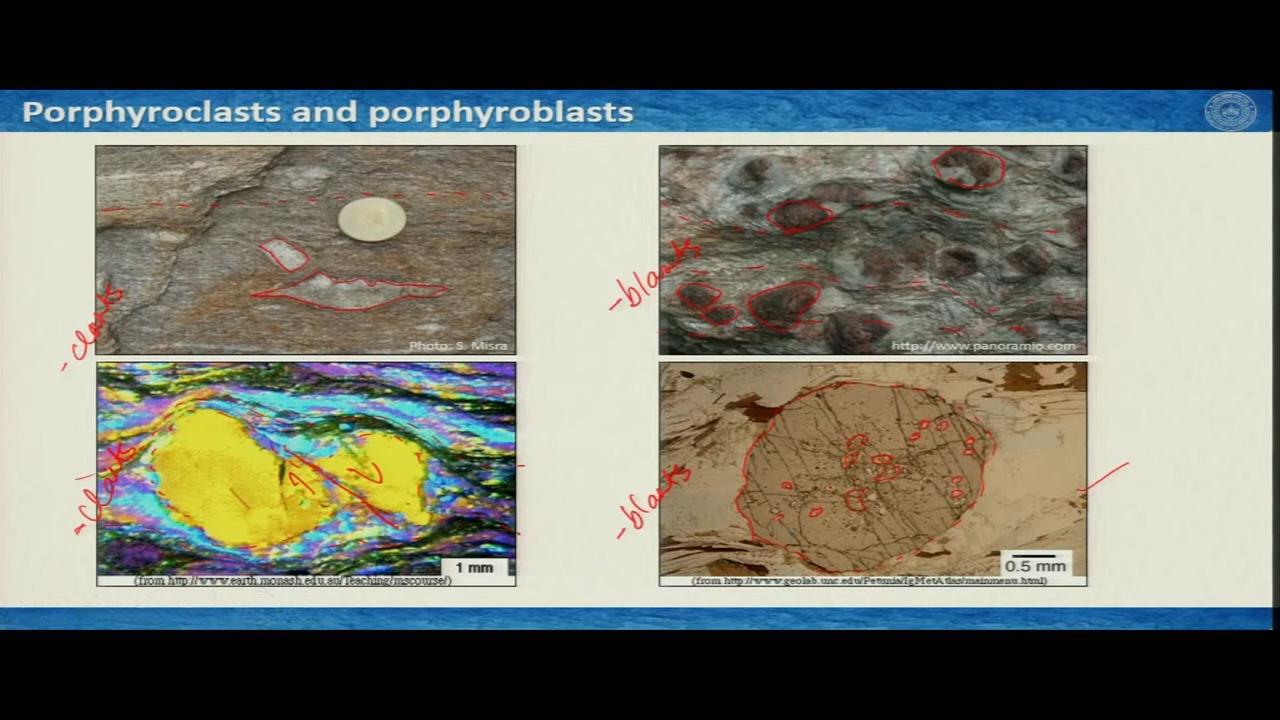 Porphyroclasts and porphyroblasts
-clasts
Photo: S. Misra
-blasts
http://www.panoramio.com
-clasts
1 mm
(from http://www.earth.monash.edu.au/Teaching/mscourse/)
-blasts
0.5 mm
(from http://www.geolab.unc.edu/Petunia/IgMetAtlas/mainmenu.html)